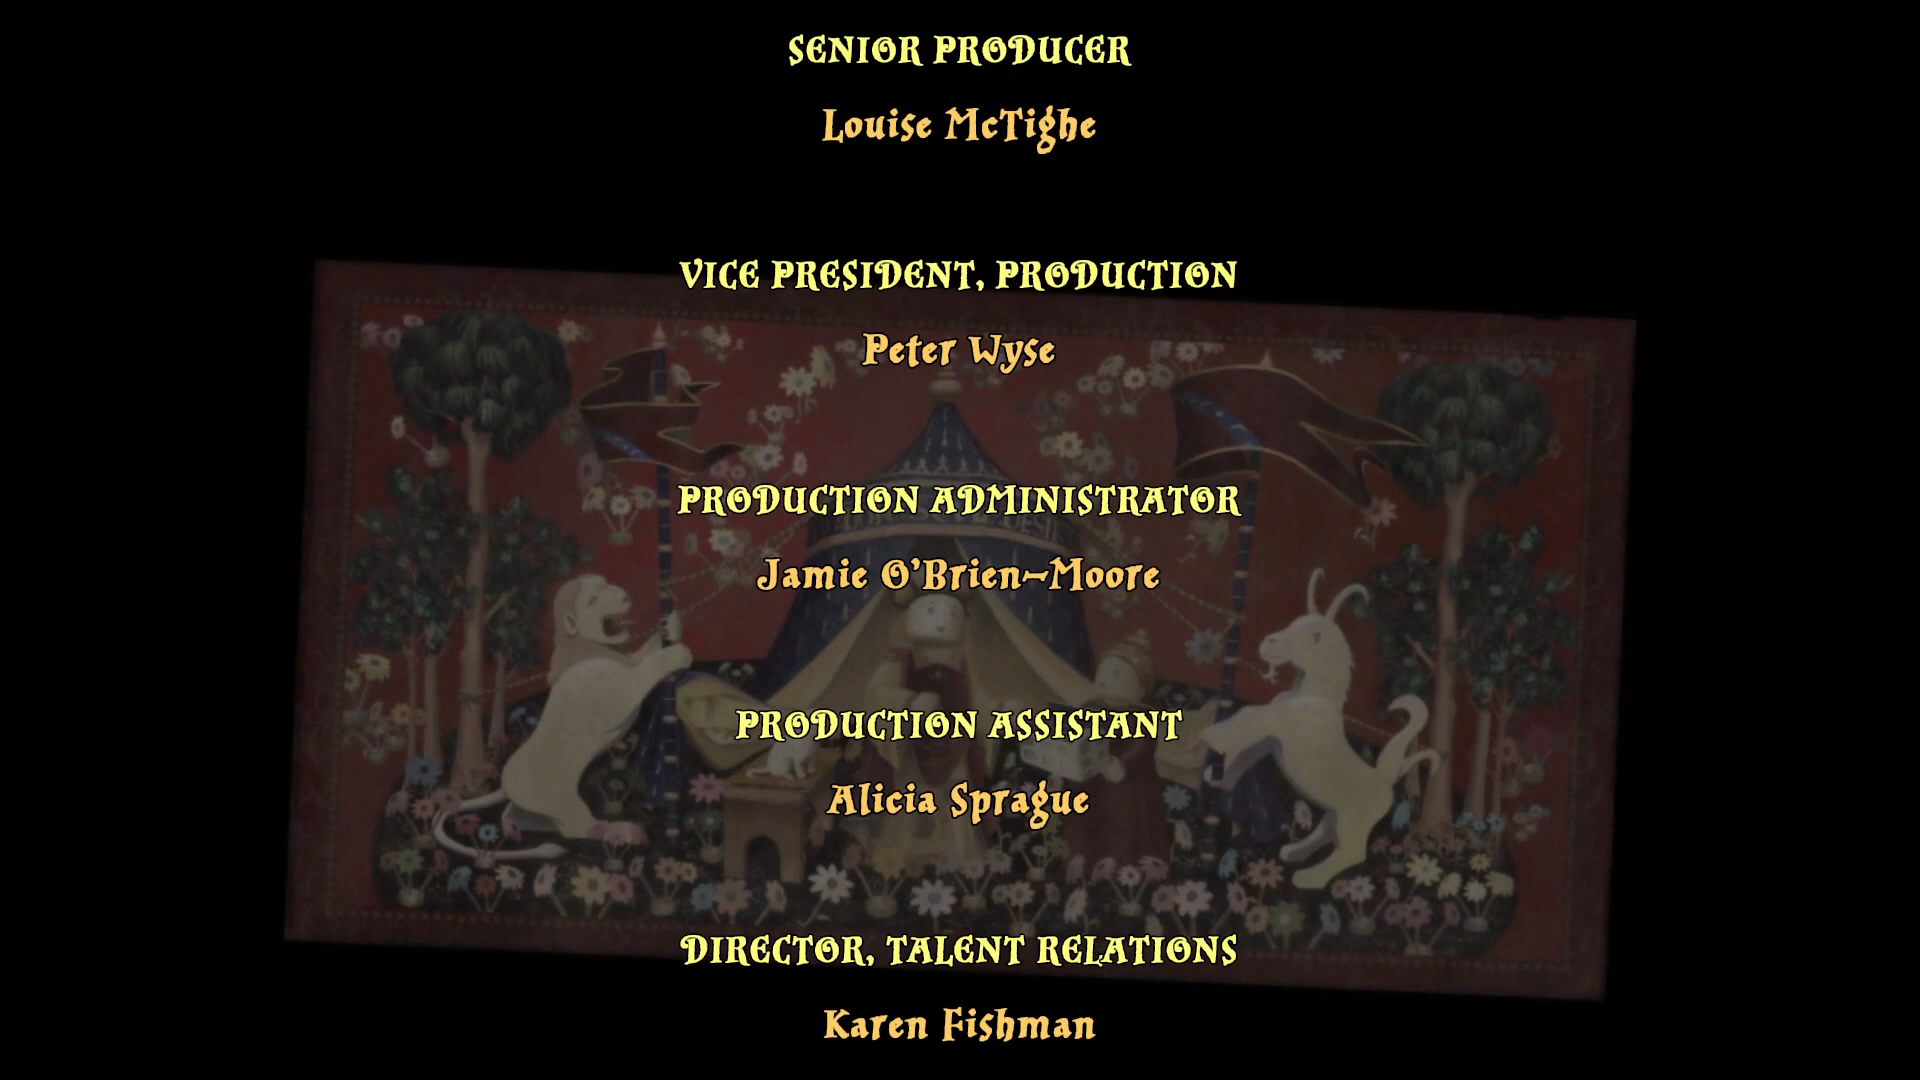 SENIOR PRODUCER
Louise McTighe
VICE PRESIDENT, PRODUCTION
Peter Wyse
PRODUCTION ADMINISTRATOR
Jamie O'Brien-Moore
PRODUCTION ASSISTANT
Alicia Sprague
DIRECTOR, TALENT RELATIONS
Karen Fishman